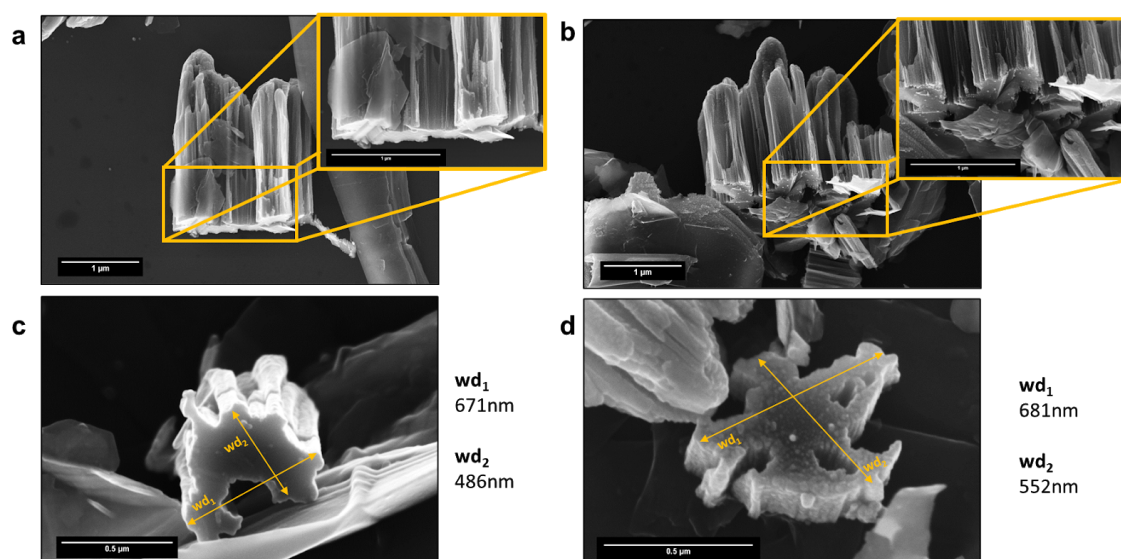 a
b
1 µm
1 µm
1 µm
1 µm
c
d
wd₂
wd₁
0.5 µm
wd₁
671nm
wd₂
486nm
wd₁
wd₂
0.5 µm
wd₁
681nm
wd₂
552nm